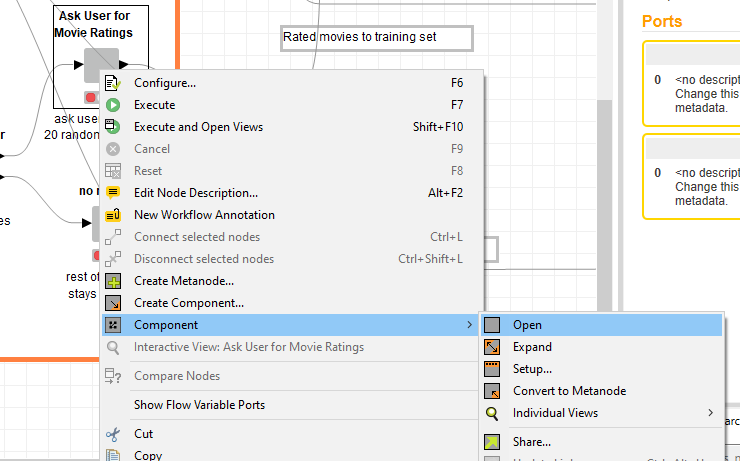 Ask User for
Movie Ratings
ask use
20 random
no
rest of
stays
Rated movies to training set
Configure... F6
Execute F7
Execute and Open Views Shift+F10
Cancel F9
Reset F8
Edit Node Description... Alt+F2
New Workflow Annotation
Connect selected nodes Ctrl+L
Disconnect selected nodes Ctrl+Shift+L
Create Metanode...
Create Component...
Component
Interactive View: Ask User for Movie Ratings
Compare Nodes
Show Flow Variable Ports
Cut
Copy
Open
Expand
Setup...
Convert to Metanode
Individual Views
Share...
Ports
0 <no descript
Change this
metadata.
0 <no descript
Change this
metadata.